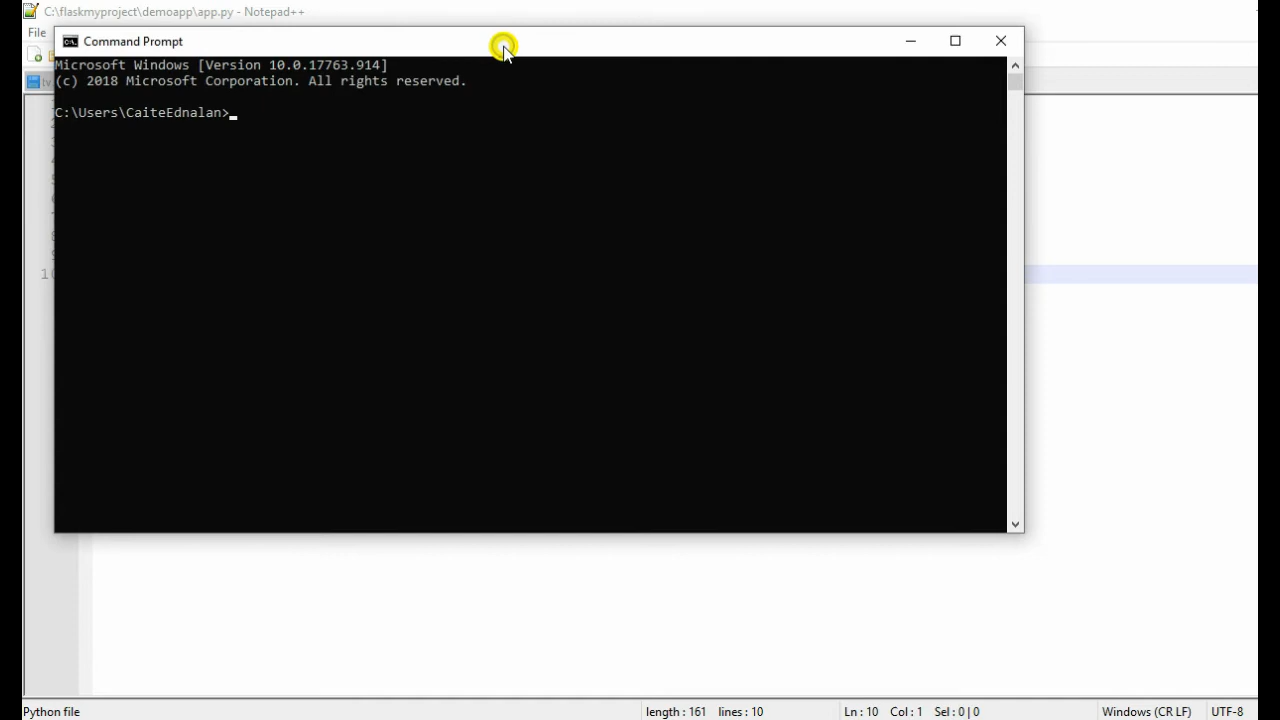 C:\flaskmyproject\demoapp\app.py - Notepad++
File
Command Prompt
Microsoft Windows [Version 10.0.17763.914]
(c) 2018 Microsoft Corporation. All rights reserved.
C:\Users\CaiteEdnalan>
Python file
length : 161 lines : 10
Ln : 10 Col : 1 Sel : 0 | 0
Windows (CR LF)
UTF-8